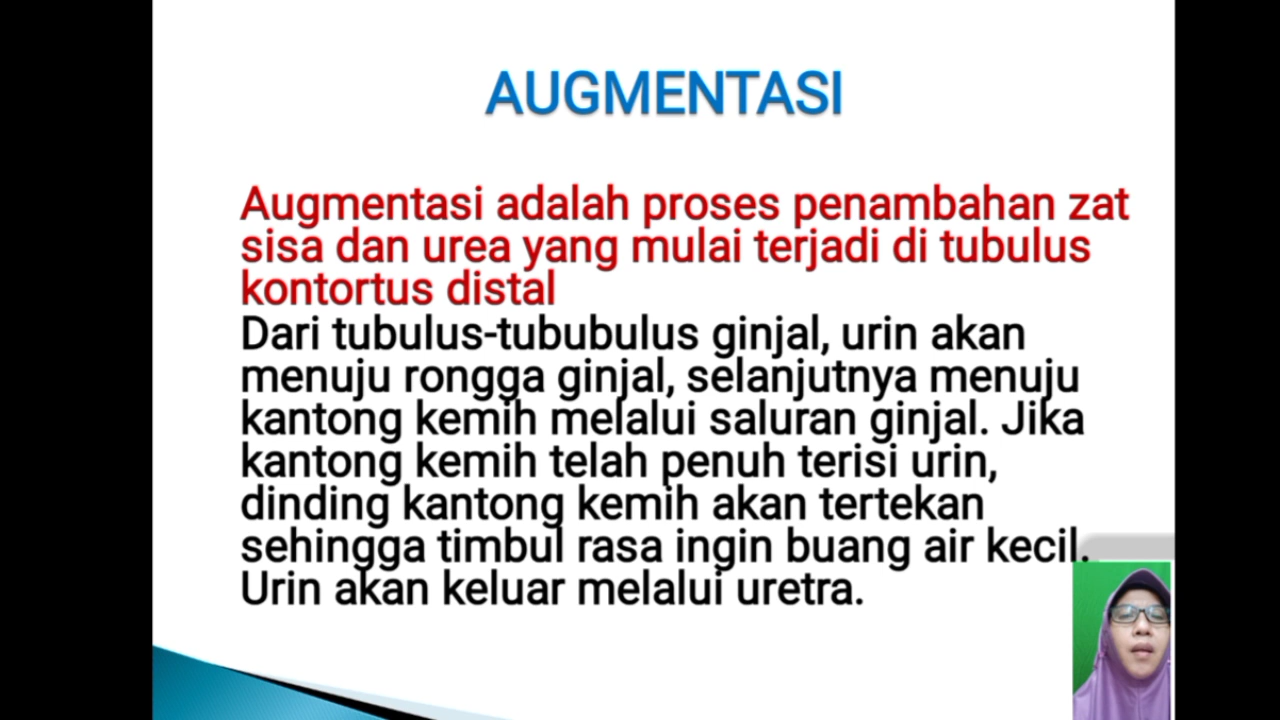 AUGMENTASI
Augmentasi adalah proses penambahan zat
sisa dan urea yang mulai terjadi di tubulus
kontortus distal
Dari tubulus-tububulus ginjal, urin akan
menuju rongga ginjal, selanjutnya menuju
kantong kemih melalui saluran ginjal. Jika
kantong kemih telah penuh terisi urin,
dinding kantong kemih akan tertekan
sehingga timbul rasa ingin buang air kecil.
Urin akan keluar melalui uretra.